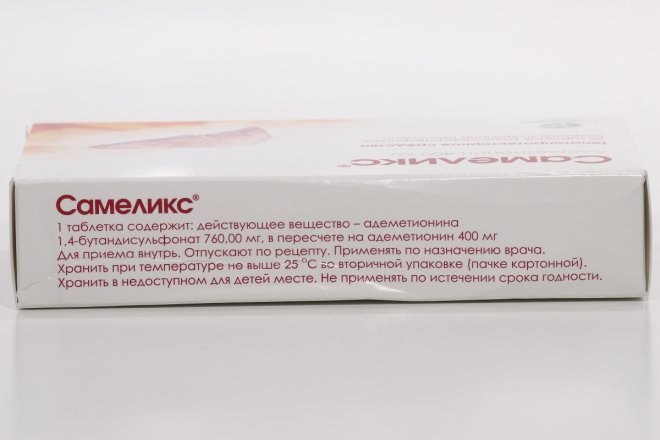 Самеликс®
Гепатопротекторное средство
Самеликс®
1 таблетка содержит: действующее вещество – адеметионина
1,4-бутандисульфонат 760,00 мг, в пересчете на адеметионин 400 мг
Для приема внутрь. Отпускают по рецепту. Применять по назначению врача.
Хранить при температуре не выше 25 °С во вторичной упаковке (пачке картонной).
Хранить в недоступном для детей месте. Не применять по истечении срока годности.